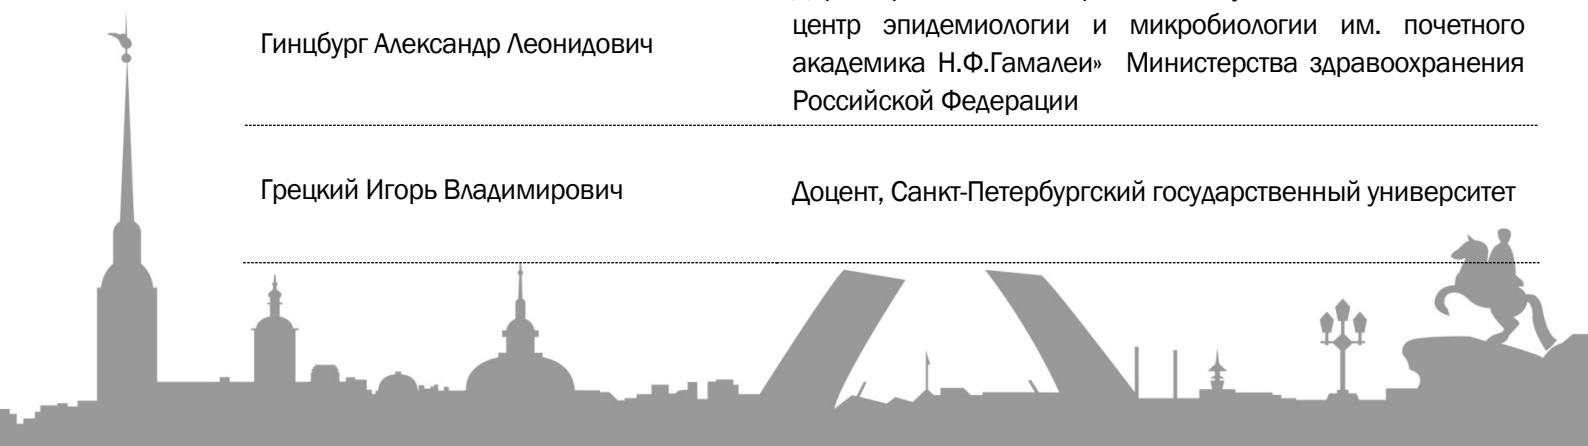 Гинцбург Александр Леонидович
центр эпидемиологии и микробиологии им. почетного
академика Н.Ф.Гамалеи» Министерства здравоохранения
Российской Федерации
Грецкий Игорь Владимирович
Доцент, Санкт-Петербургский государственный университет